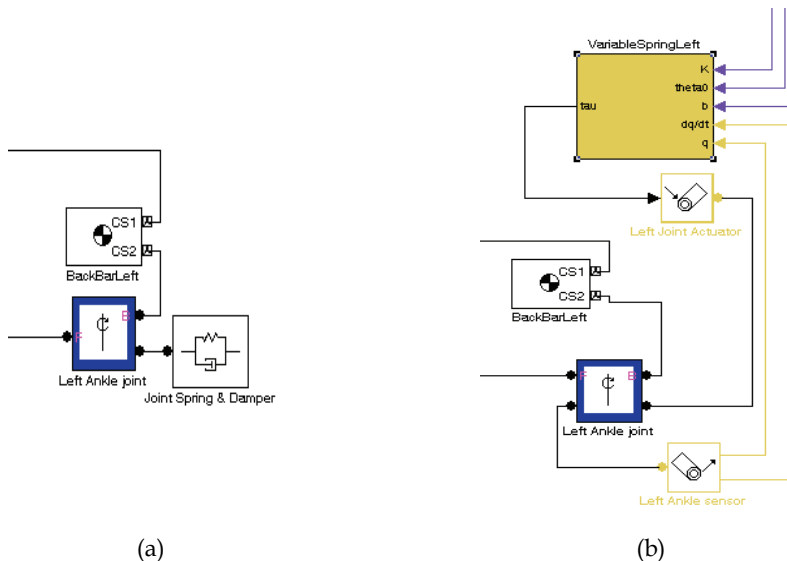 CS1
CS2
BackBarLeft
F
B
Left Ankle joint
Joint Spring & Damper
(a)
VariableSpringLeft
K
theta0
tau
b
dq/dt
q
Left Joint Actuator
CS1
CS2
BackBarLeft
F
B
Left Ankle joint
Left Ankle sensor
(b)